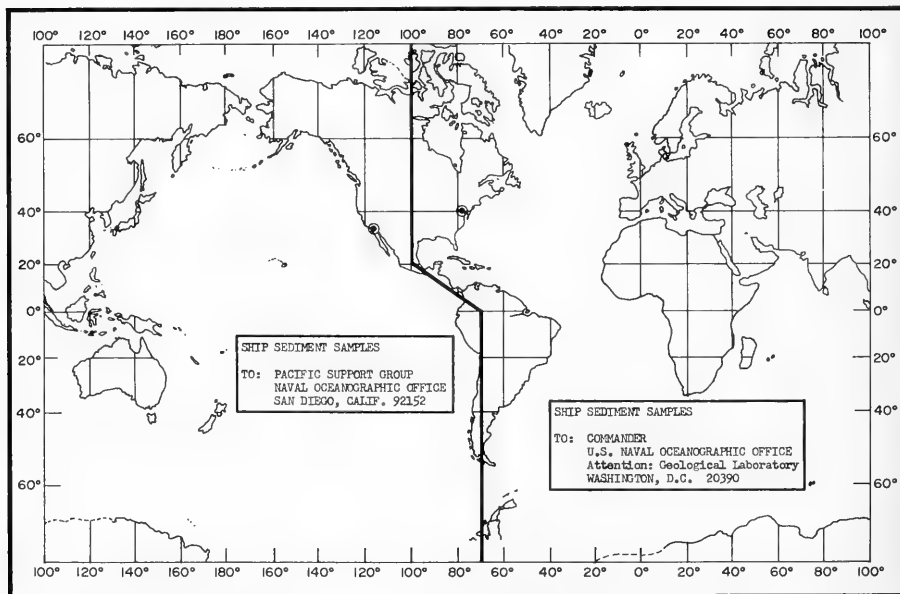 100° 120° 140° 160° 180° 160° 140° 120° 100° 80° 60° 40° 20° 0° 20° 40° 60° 80° 100°
60° 60°
40° 40°
20° 20°
0° 0°
20° 20°
SHIP SEDIMENT SAMPLES
TO: PACIFIC SUPPORT GROUP
NAVAL OCEANOGRAPHIC OFFICE
SAN DIEGO, CALIF. 92152
40° 40°
SHIP SEDIMENT SAMPLES
TO: COMMANDER
U.S. NAVAL OCEANOGRAPHIC OFFICE
Attention: Geological Laboratory
WASHINGTON, D.C. 20390
60° 60°
100° 120° 140° 160° 180° 160° 140° 120° 100° 80° 60° 40° 20° 0° 20° 40° 60° 80° 100°